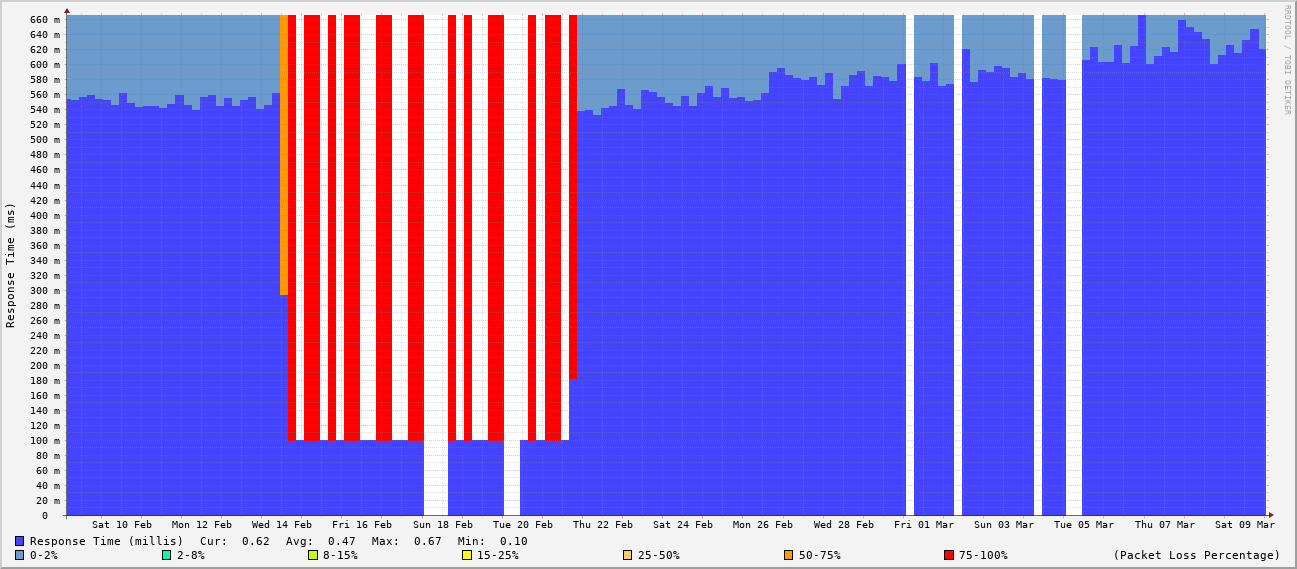 RRDTOOL / TOBI OETIKER
Response Time (ms)
660 m
640 m
620 m
600 m
580 m
560 m
540 m
520 m
500 m
480 m
460 m
440 m
420 m
400 m
380 m
360 m
340 m
320 m
300 m
280 m
260 m
240 m
220 m
200 m
180 m
160 m
140 m
120 m
100 m
80 m
60 m
40 m
20 m
0
Sat 10 Feb Mon 12 Feb Wed 14 Feb Fri 16 Feb Sun 18 Feb Tue 20 Feb Thu 22 Feb Sat 24 Feb Mon 26 Feb Wed 28 Feb Fri 01 Mar Sun 03 Mar Tue 05 Mar Thu 07 Mar Sat 09 Mar
Response Time (millis) Cur: 0.62 Avg: 0.47 Max: 0.67 Min: 0.10
0-2% 2-8% 8-15% 15-25% 25-50% 50-75% 75-100% (Packet Loss Percentage)